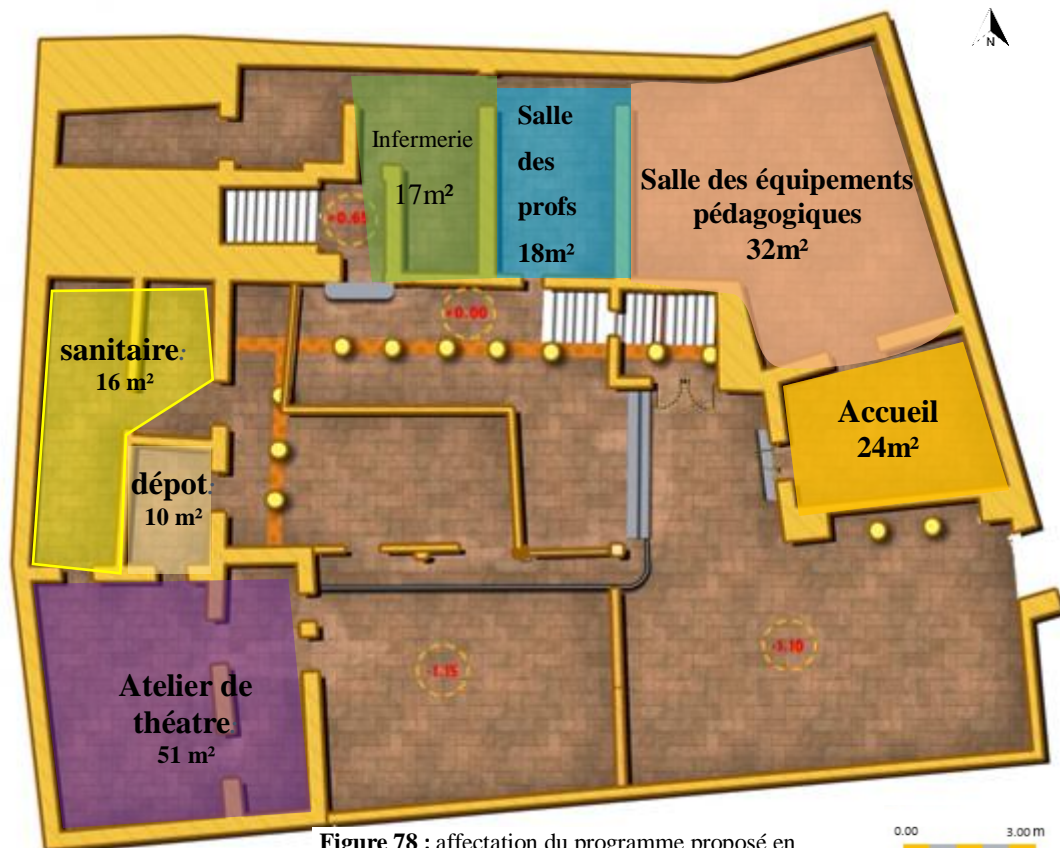 N
Infermerie
17m²
Salle
des
profs
18m²
Salle des équipements
pédagogiques
32m²
+0.65
+0.00
sanitaire:
16 m²
Accueil
24m²
dépot:
10 m²
Atelier de
théatre
51 m²
-1.15
-1.10
Figure 78 : affectation du programme proposé en
0.00 3.00 m